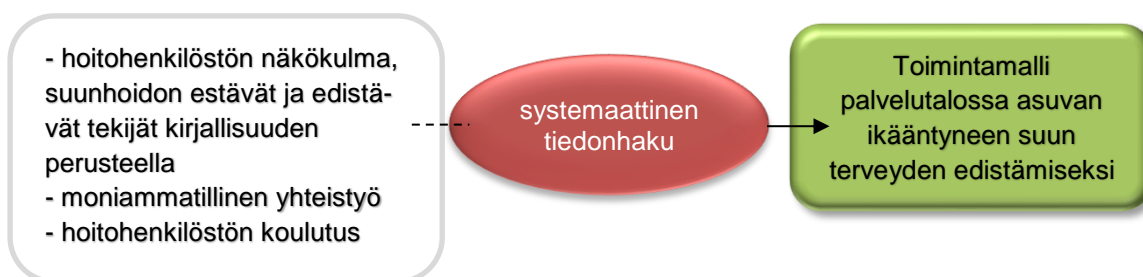 - hoitohenkilöstön näkökulma,
suunhoidon estävät ja edistä-
vät tekijät kirjallisuuden
perusteella
- moniammatillinen yhteistyö
- hoitohenkilöstön koulutus
systemaattinen
tiedonhaku
Toimintamalli
palvelutalossa asuvan
ikääntyneen suun
terveyden edistämiseksi